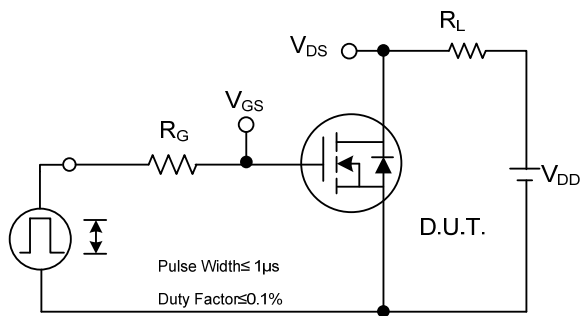 R_L
V_DS
V_GS
R_G
V_DD
D.U.T.
Pulse Width≤ 1μs
Duty Factor≤0.1%